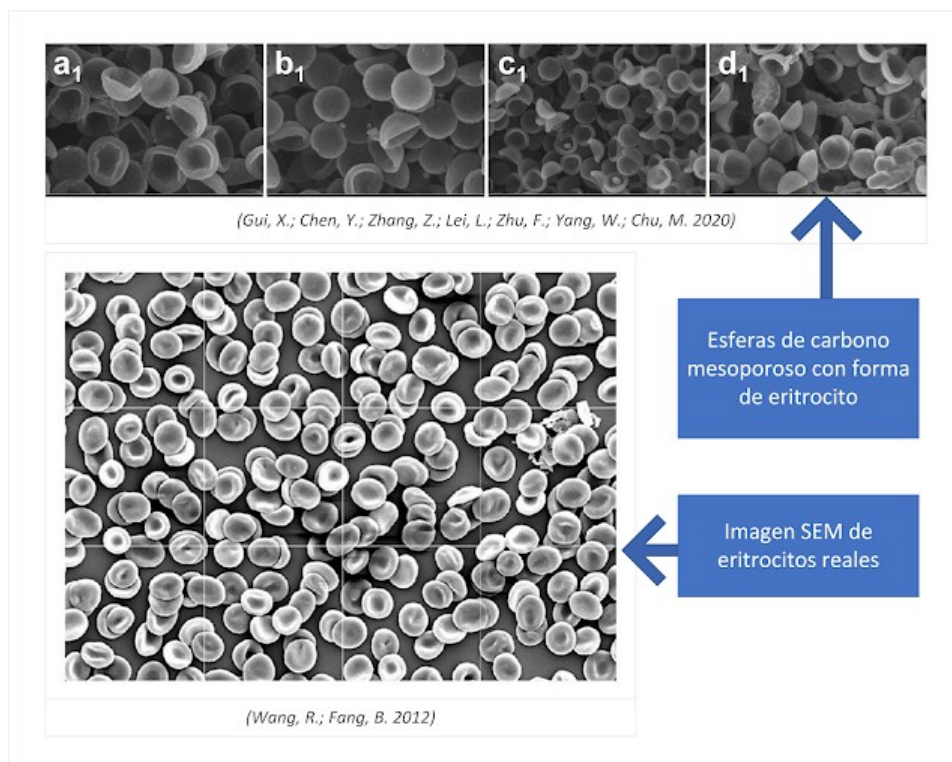 a1 b1 c1 d1
(Gui, X.; Chen, Y.; Zhang, Z.; Lei, L.; Zhu, F.; Yang, W.; Chu, M. 2020)
Esferas de carbono
mesoporoso con forma
de eritrocito
Imagen SEM de
eritrocitos reales
(Wang, R.; Fang, B. 2012)